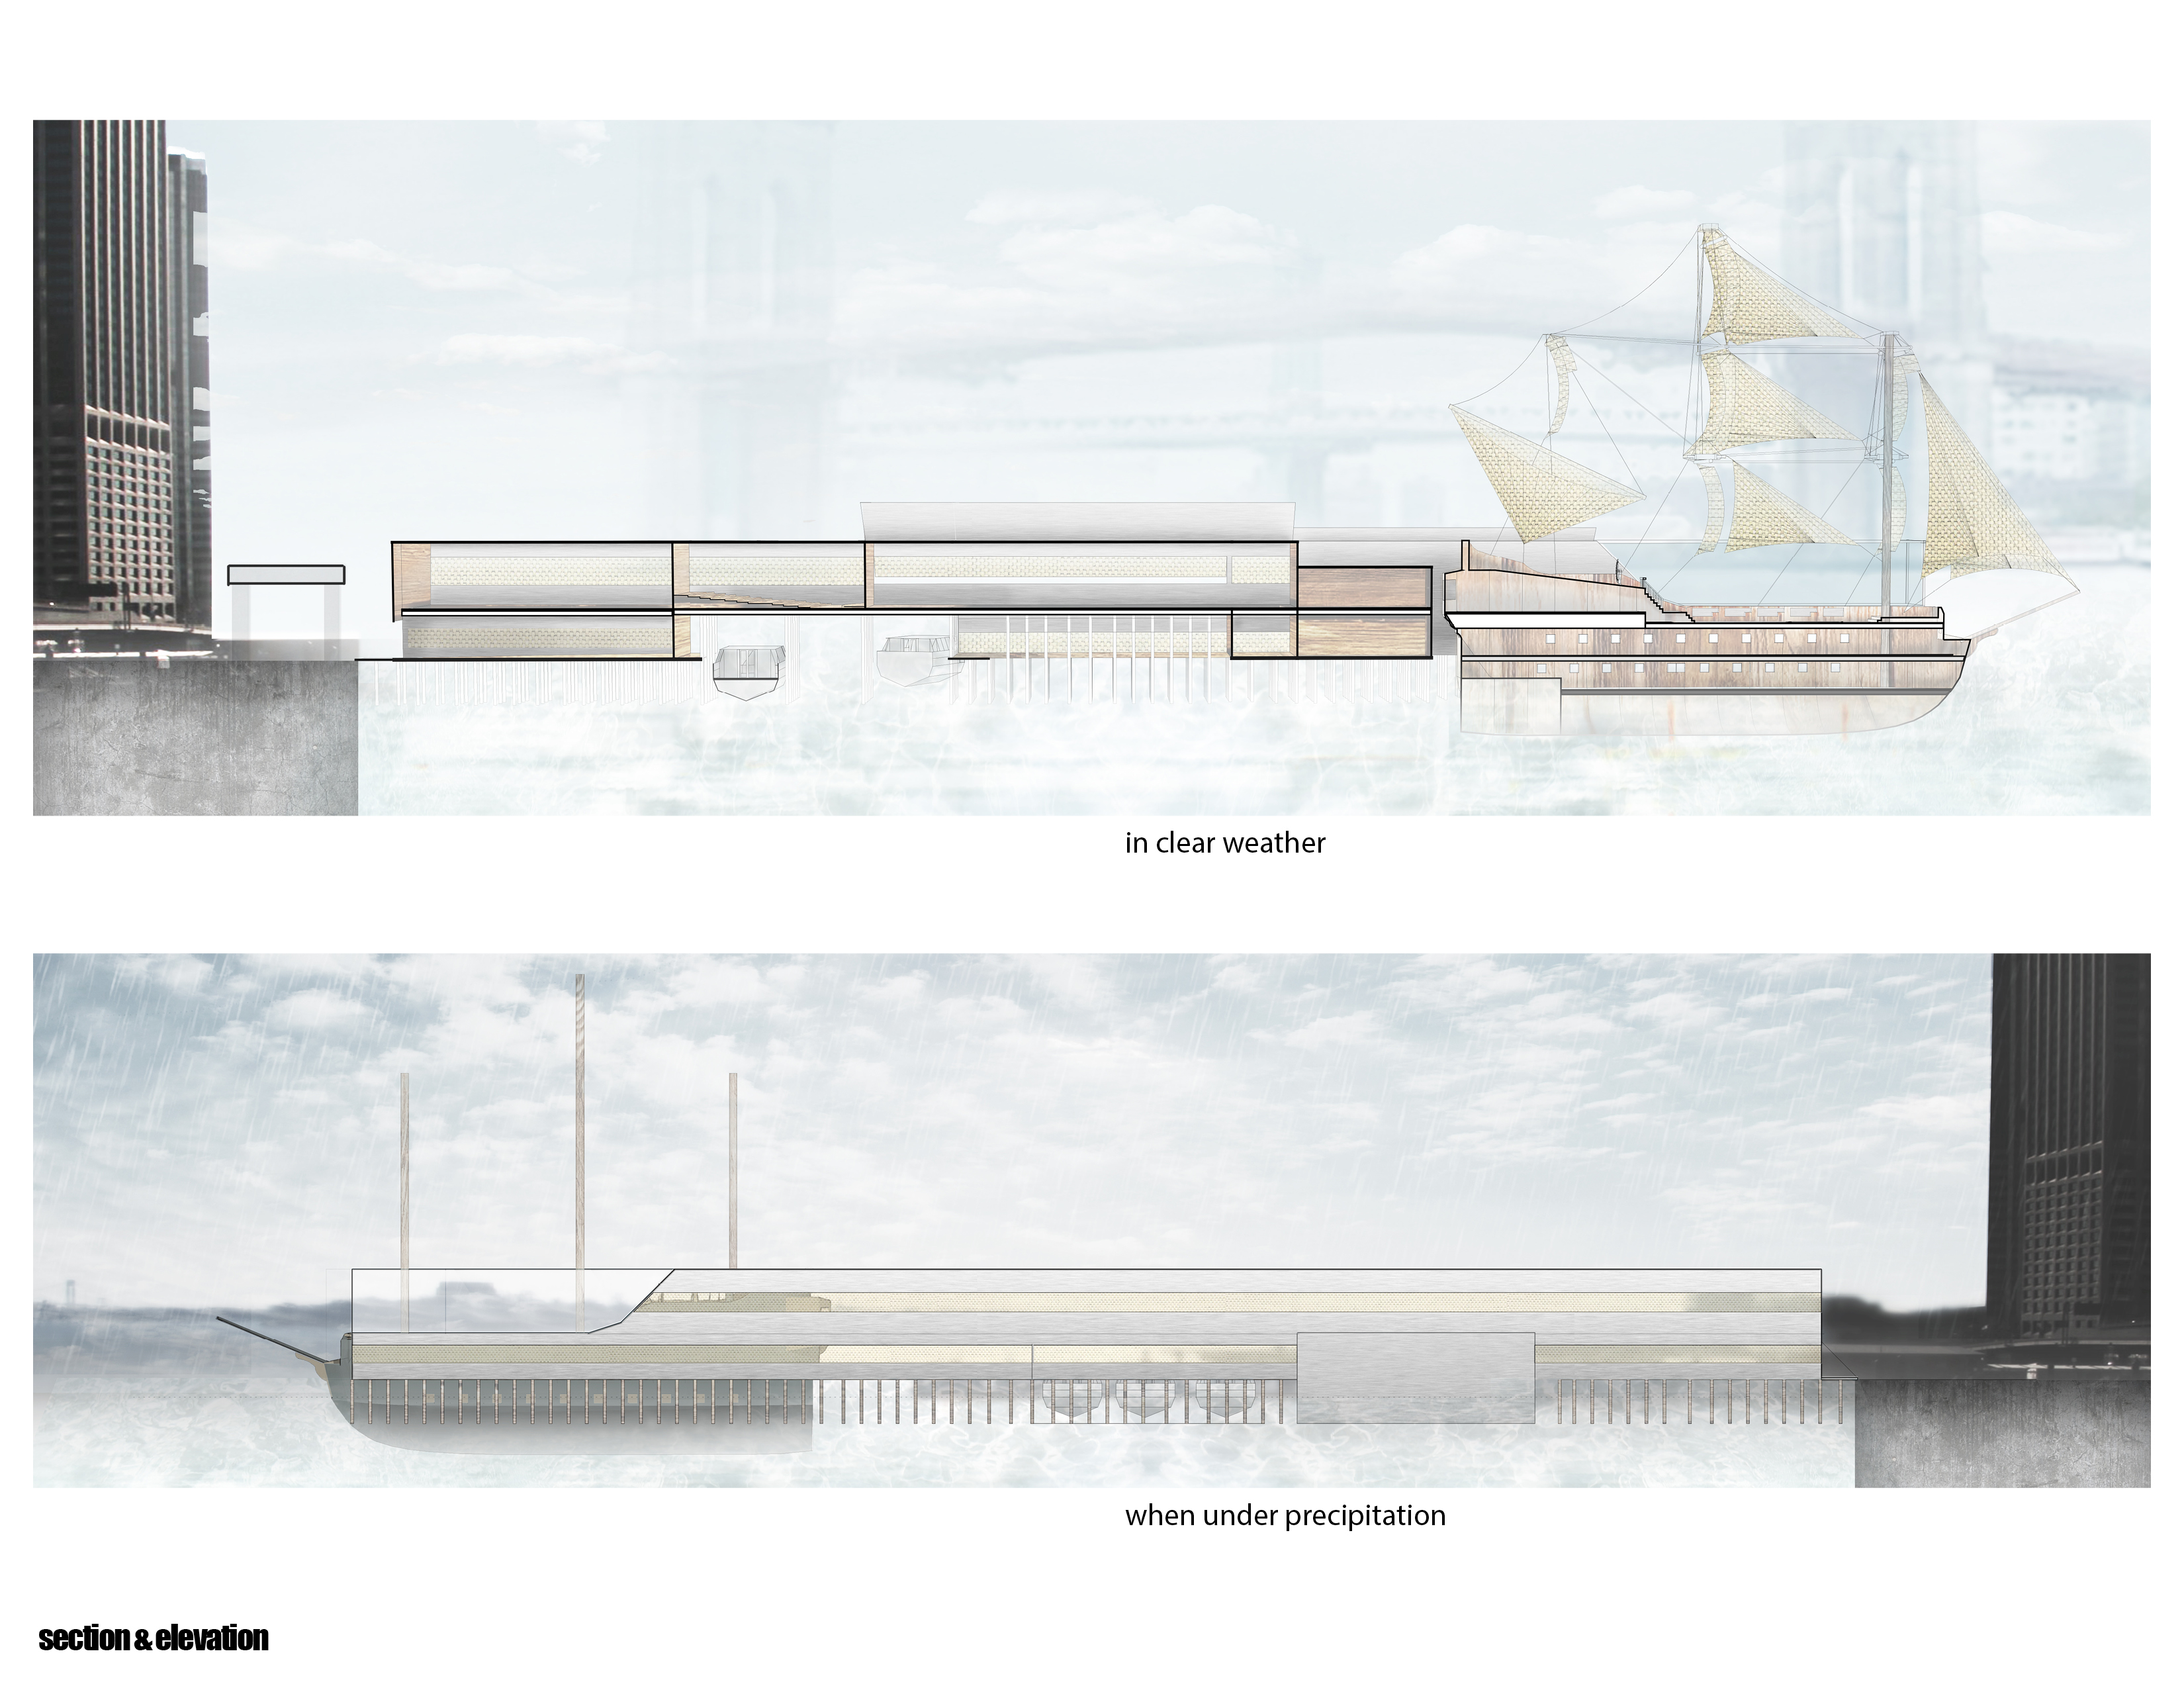 in clear weather
when under precipitation
section & elevation